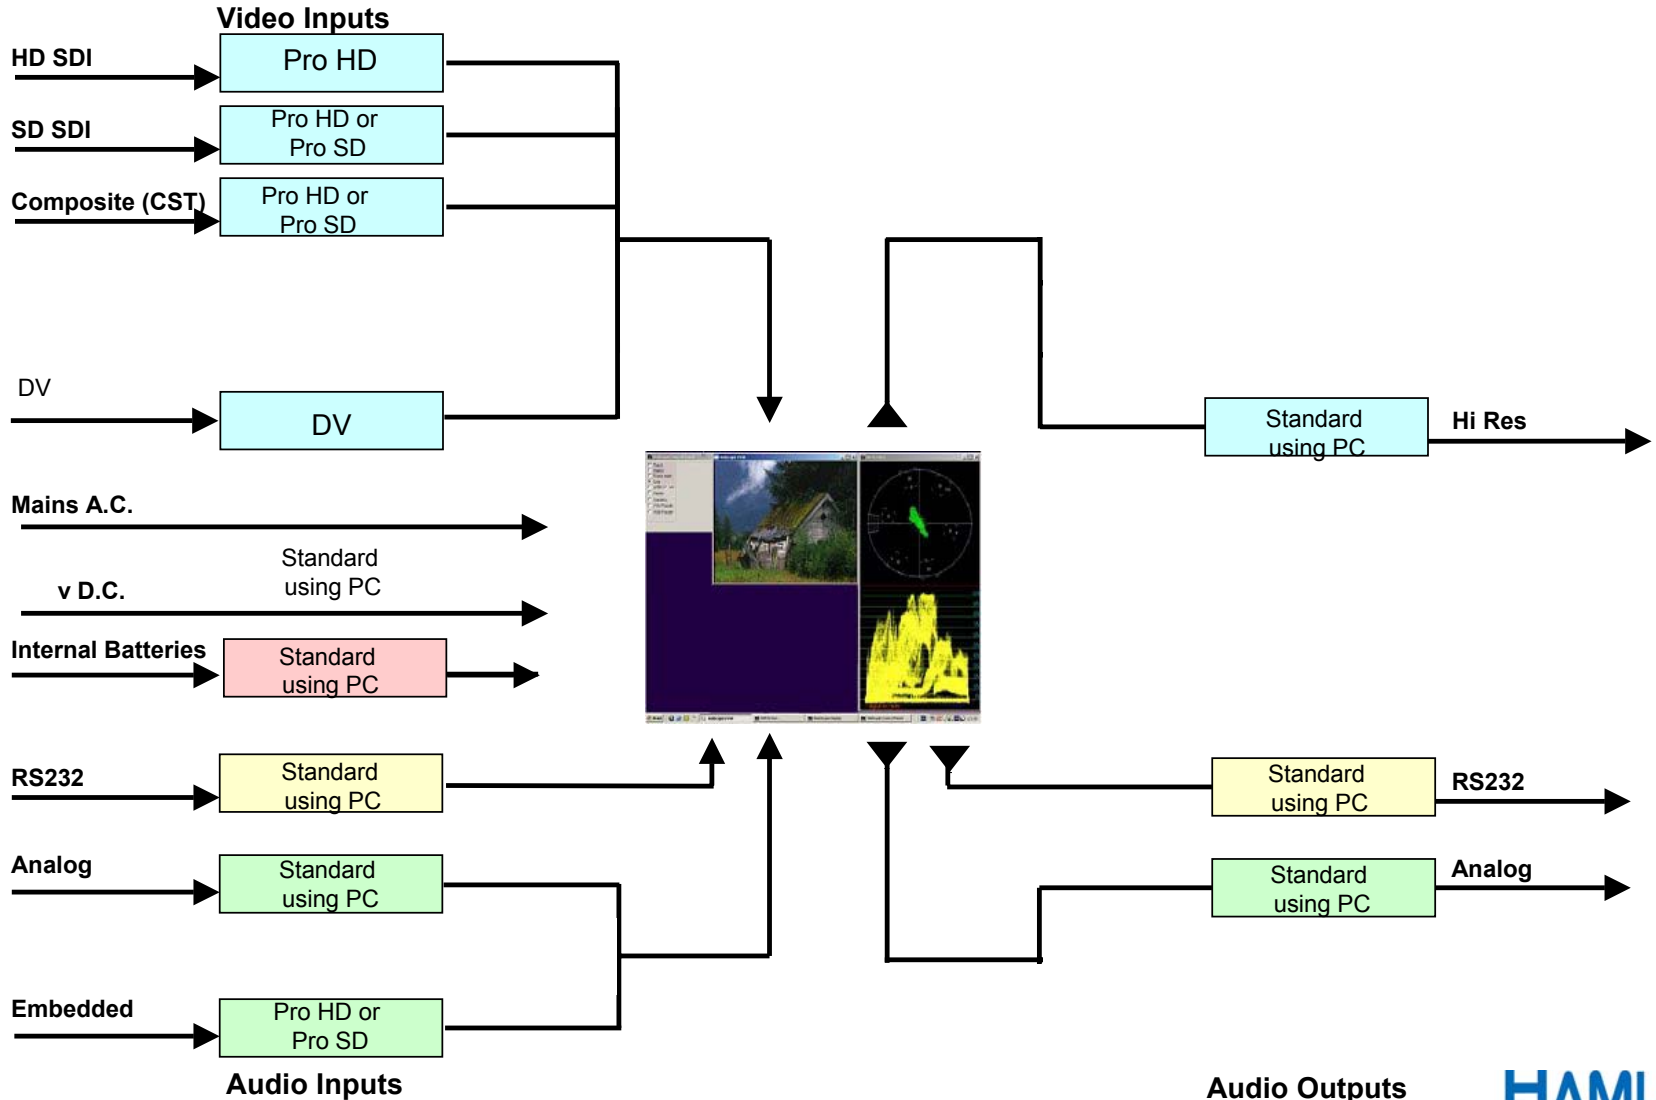 Video Inputs
HD SDI
Pro HD
SD SDI
Pro HD or
Pro SD
Composite (CST)
Pro HD or
Pro SD
DV
DV
Standard
using PC
Hi Res
Mains A.C.
Standard
using PC
v D.C.
Internal Batteries
Standard
using PC
RS232
Standard
using PC
Standard
using PC
RS232
Analog
Standard
using PC
Standard
using PC
Analog
Embedded
Pro HD or
Pro SD
Audio Inputs
Audio Outputs